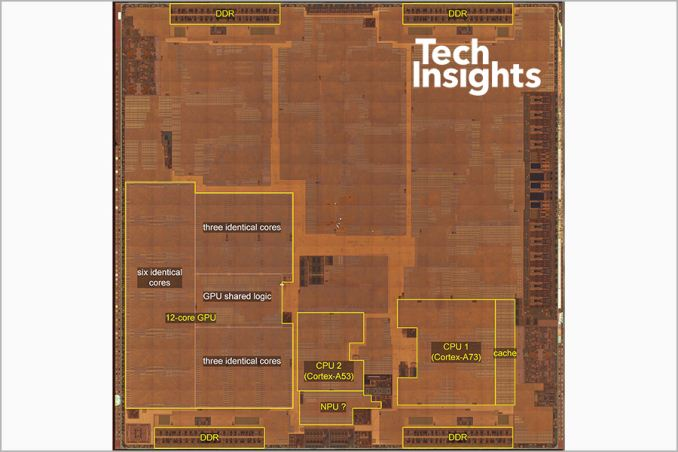 DDR
DDR
Tech
Insights
three identical cores
six identical
cores
GPU shared logic
12-core GPU
three identical cores
CPU 2
(Cortex-A53)
CPU 1
(Cortex-A73)
cache
NPU ?
DDR
DDR